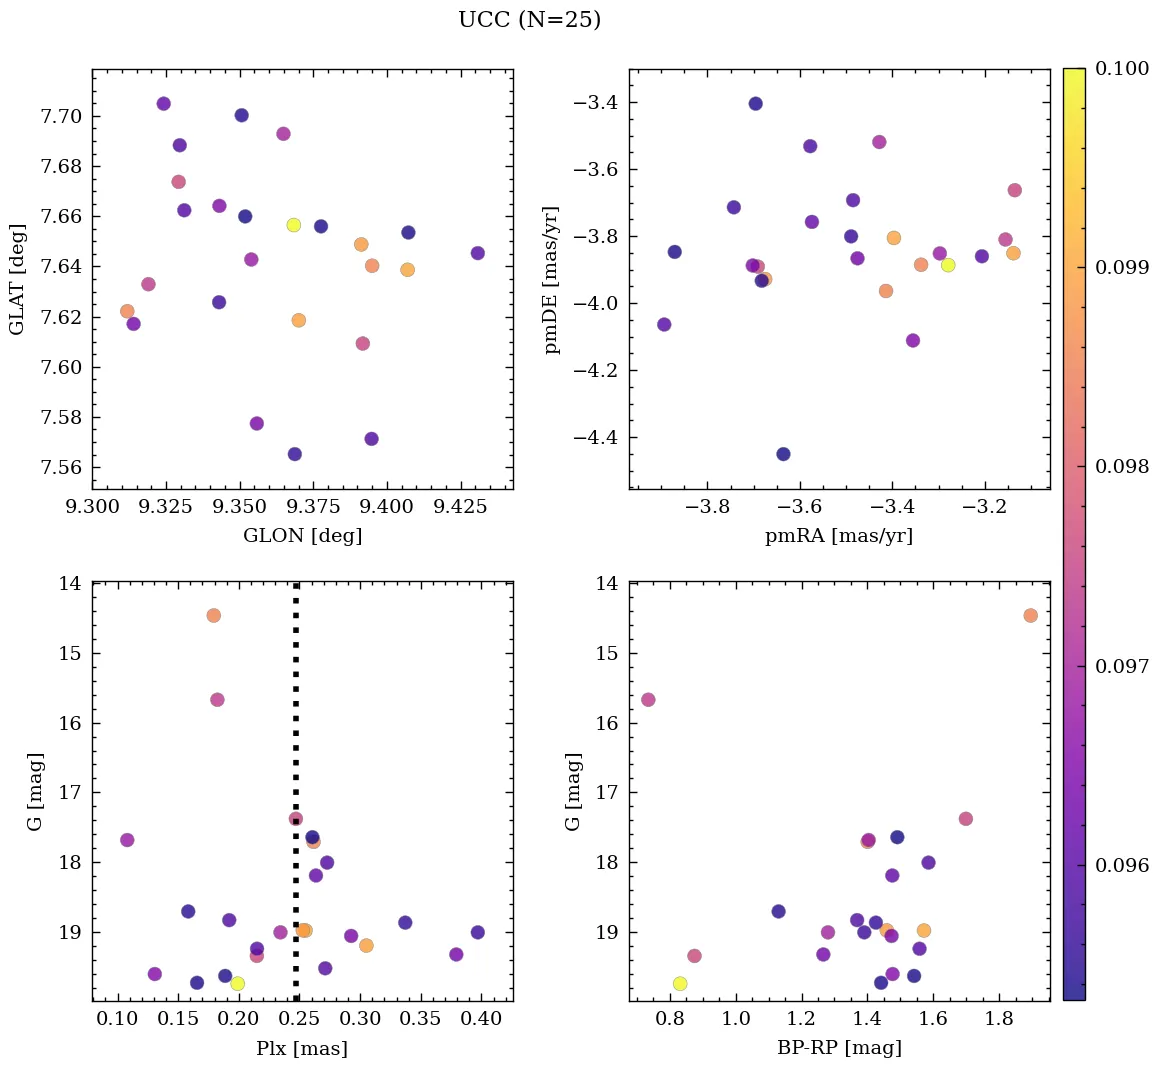 UCC (N=25)
7.70
7.68
7.66
7.64
7.62
7.60
7.58
7.56
GLAT [deg]
9.300 9.325 9.350 9.375 9.400 9.425
GLON [deg]
−3.4
−3.6
−3.8
−4.0
−4.2
−4.4
pmDE [mas/yr]
−3.8 −3.6 −3.4 −3.2
pmRA [mas/yr]
14
15
16
17
18
19
G [mag]
0.10 0.15 0.20 0.25 0.30 0.35 0.40
Plx [mas]
14
15
16
17
18
19
G [mag]
0.8 1.0 1.2 1.4 1.6 1.8
BP-RP [mag]
0.100
0.099
0.098
0.097
0.096